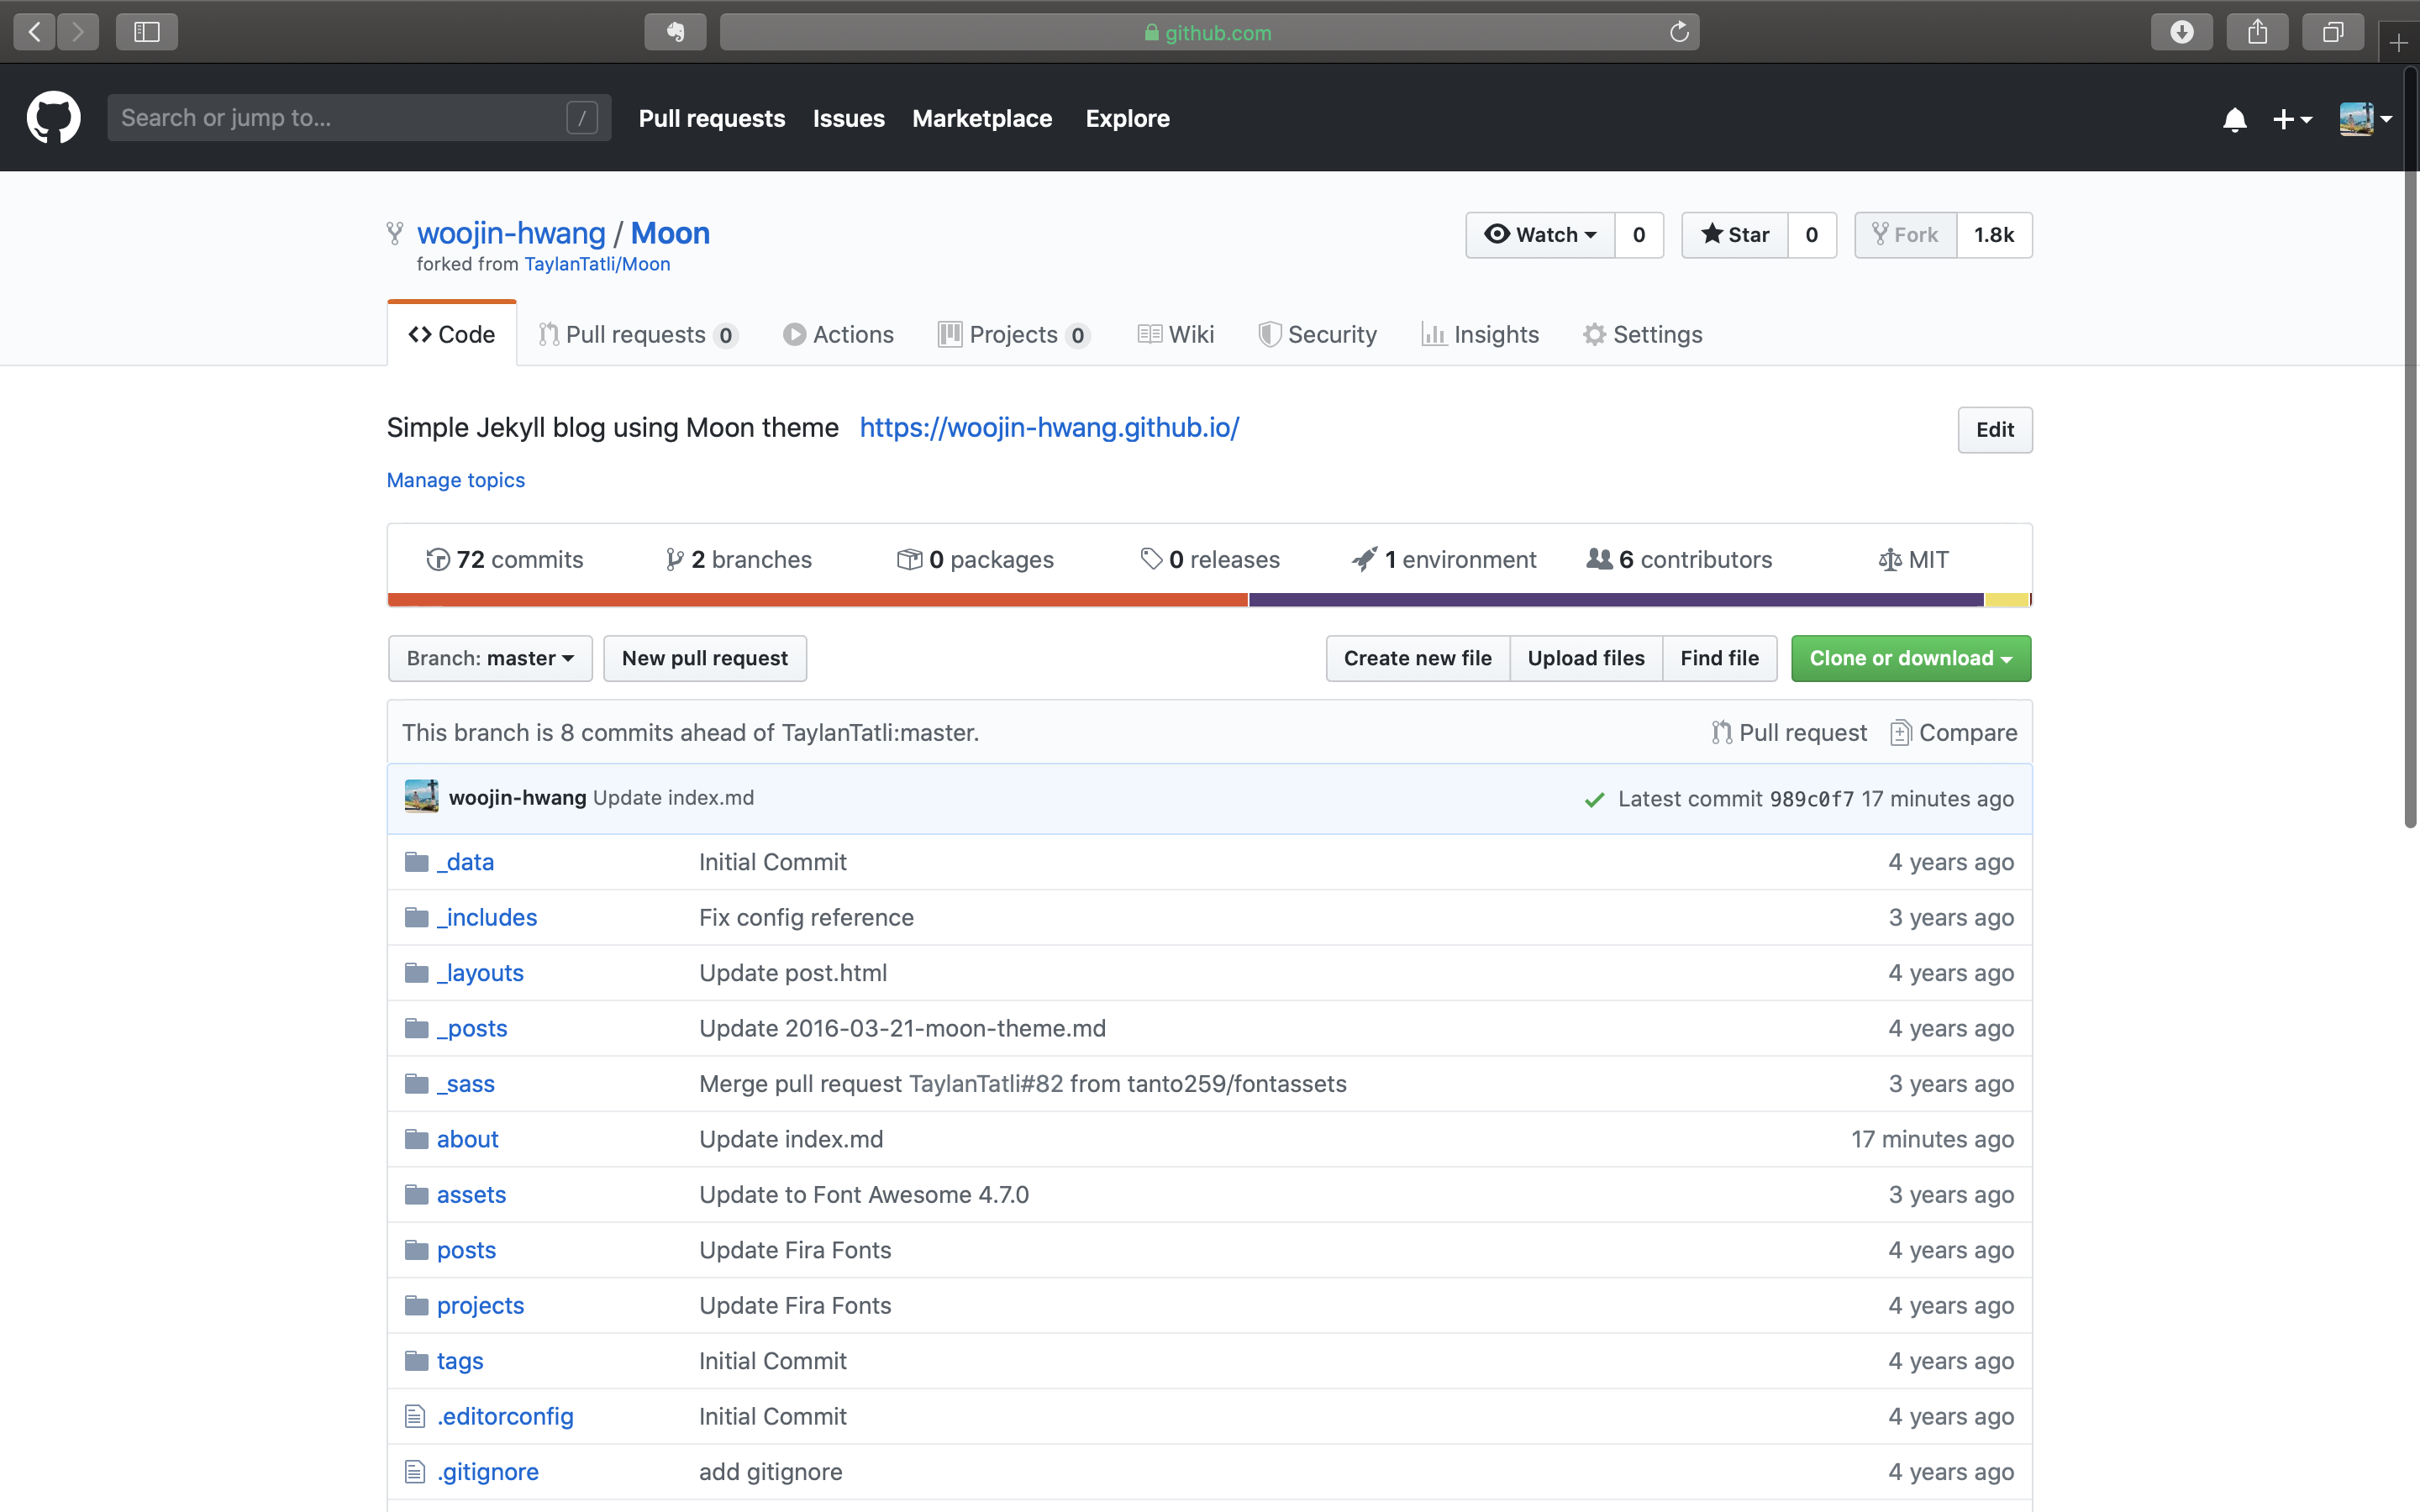 github.com
Search or jump to... /
Pull requests Issues Marketplace Explore
woojin-hwang / Moon
forked from TaylanTatli/Moon
Watch 0 Star 0 Fork 1.8k
Code Pull requests 0 Actions Projects 0 Wiki Security Insights Settings
Simple Jekyll blog using Moon theme https://woojin-hwang.github.io/ Edit
Manage topics
72 commits 2 branches 0 packages 0 releases 1 environment 6 contributors MIT
Branch: master New pull request Create new file Upload files Find file Clone or download
This branch is 8 commits ahead of TaylanTatli:master. Pull request Compare
woojin-hwang Update index.md Latest commit 989c0f7 17 minutes ago
_data Initial Commit 4 years ago
_includes Fix config reference 3 years ago
_layouts Update post.html 4 years ago
_posts Update 2016-03-21-moon-theme.md 4 years ago
_sass Merge pull request TaylanTatli#82 from tanto259/fontassets 3 years ago
about Update index.md 17 minutes ago
assets Update to Font Awesome 4.7.0 3 years ago
posts Update Fira Fonts 4 years ago
projects Update Fira Fonts 4 years ago
tags Initial Commit 4 years ago
.editorconfig Initial Commit 4 years ago
.gitignore add gitignore 4 years ago